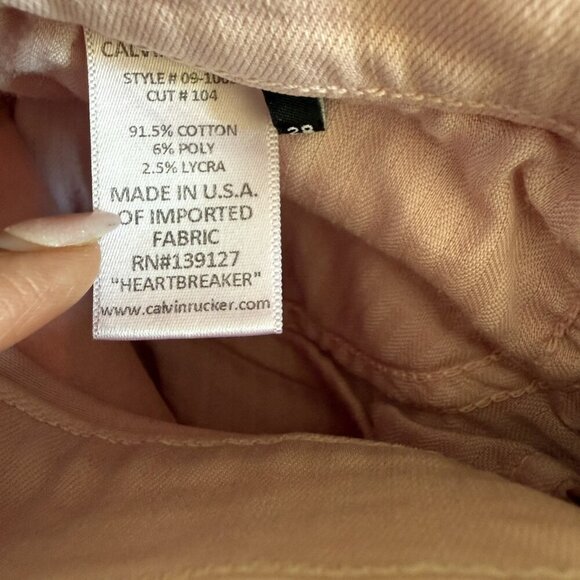 STYLE # 09-100
CUT # 104
91.5% COTTON
6% POLY
2.5% LYCRA
MADE IN U.S.A.
OF IMPORTED
FABRIC
RN#139127
"HEARTBREAKER"
www.calvinrucker.com